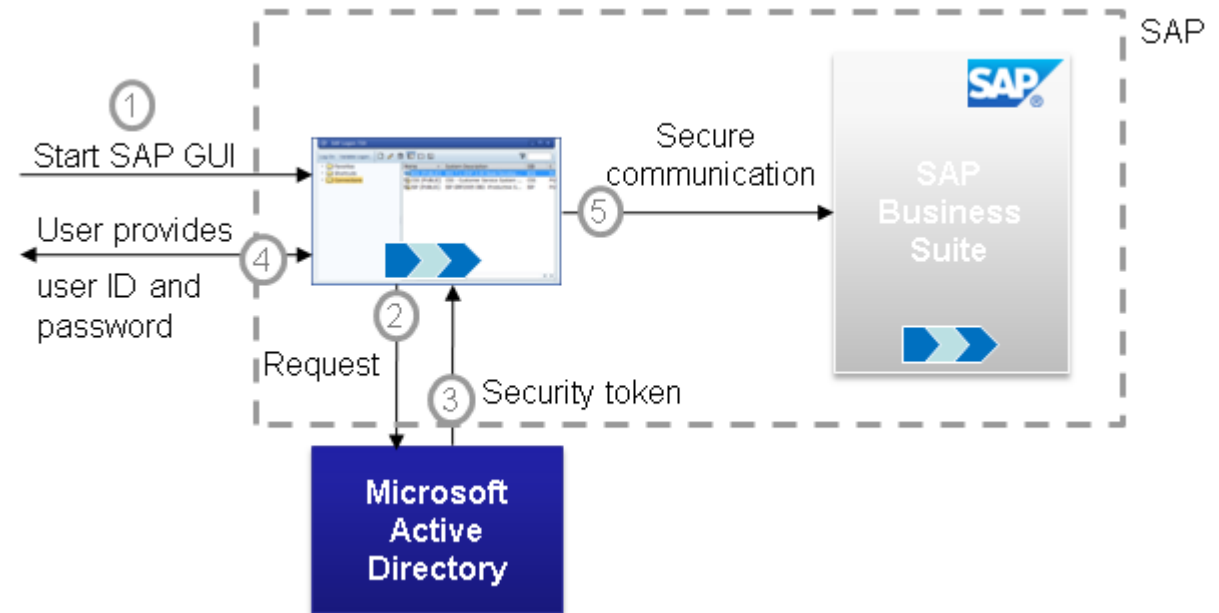 SAP
SAP
1
Start SAP GUI
Secure
communication
SAP
Business
Suite
5
User provides
4
user ID and
password
2
Request
3
Security token
Microsoft
Active
Directory